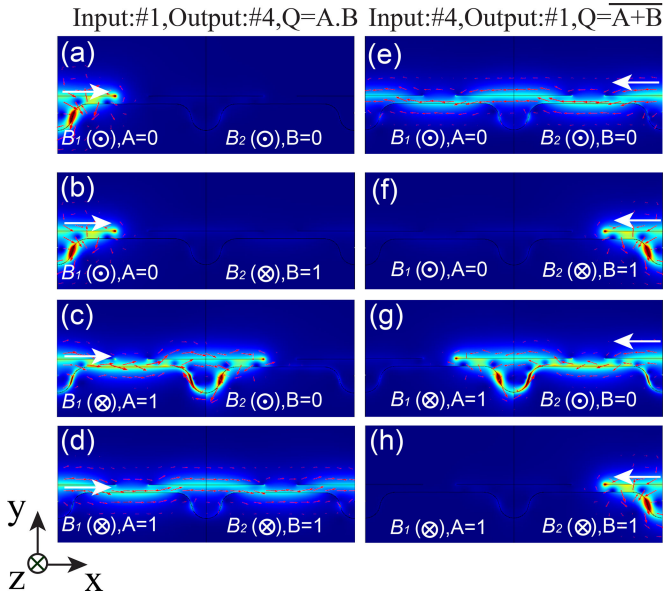 Input:#1,Output:#4,Q=A.B
Input:#4,Output:#1,Q=A̅+̅B̅
(a)
B₁ (⊙),A=0 B₂ (⊙),B=0
(e)
B₁ (⊙),A=0 B₂ (⊙),B=0
(b)
B₁ (⊙),A=0 B₂ (⊗),B=1
(f)
B₁ (⊙),A=0 B₂ (⊗),B=1
(c)
B₁ (⊗),A=1 B₂ (⊙),B=0
(g)
B₁ (⊗),A=1 B₂ (⊙),B=0
(d)
B₁ (⊗),A=1 B₂ (⊗),B=1
(h)
B₁ (⊗),A=1 B₂ (⊗),B=1
y
z
x